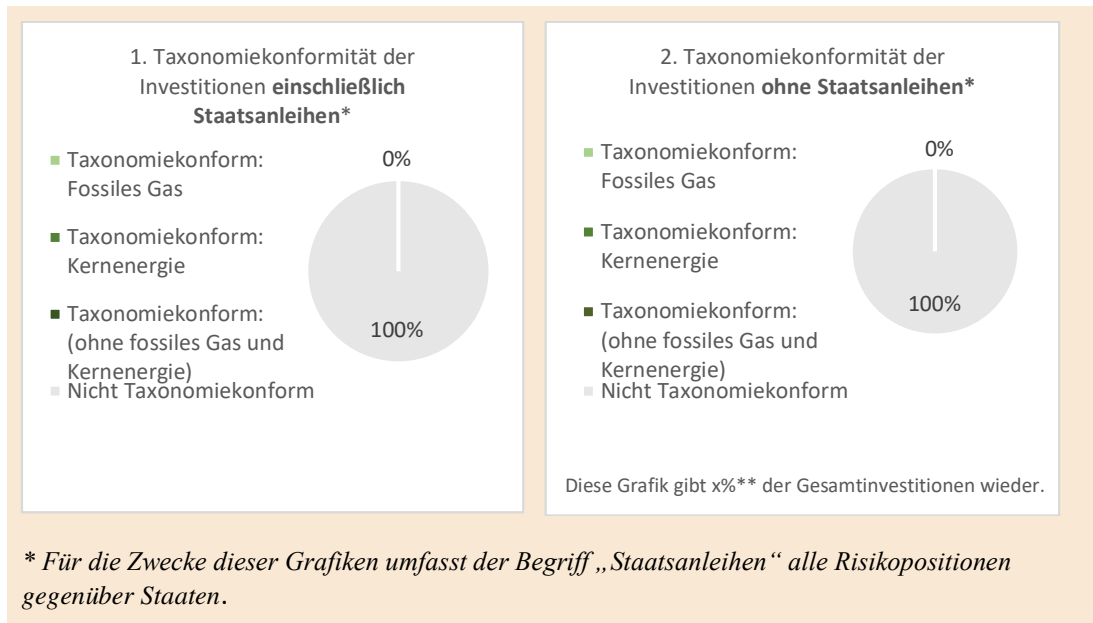 1. Taxonomiekonformität der
Investitionen einschließlich
Staatsanleihen*
Taxonomiekonform:
Fossiles Gas
Taxonomiekonform:
Kernenergie
Taxonomiekonform:
(ohne fossiles Gas und
Kernenergie)
Nicht Taxonomiekonform
0%
100%
2. Taxonomiekonformität der
Investitionen ohne Staatsanleihen*
Taxonomiekonform:
Fossiles Gas
Taxonomiekonform:
Kernenergie
Taxonomiekonform:
(ohne fossiles Gas und
Kernenergie)
Nicht Taxonomiekonform
0%
100%
Diese Grafik gibt x%** der Gesamtinvestitionen wieder.
* Für die Zwecke dieser Grafiken umfasst der Begriff „Staatsanleihen“ alle Risikopositionen
gegenüber Staaten.